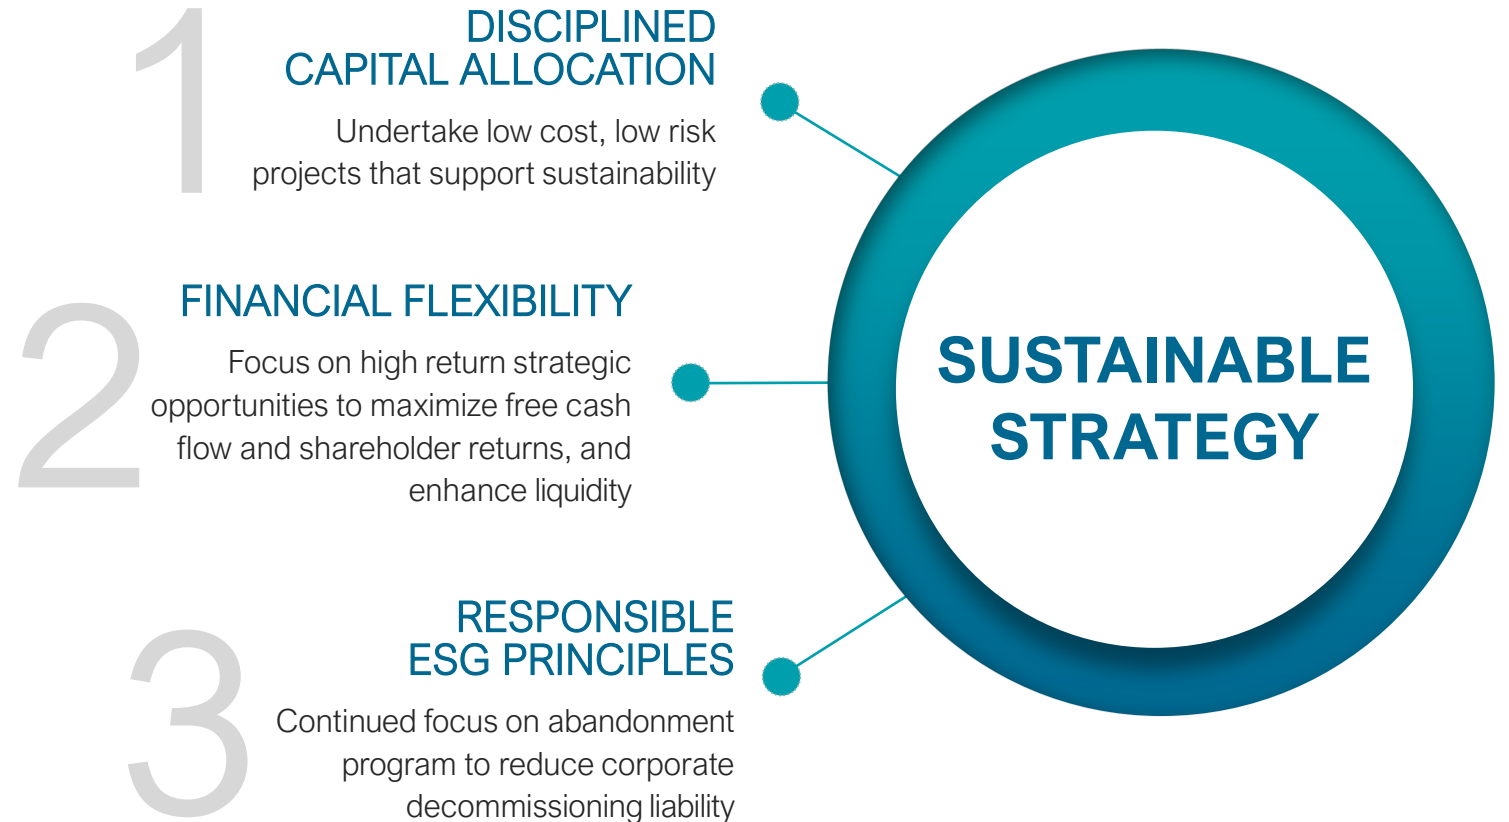 1
DISCIPLINED
CAPITAL ALLOCATION
Undertake low cost, low risk
projects that support sustainability
2
FINANCIAL FLEXIBILITY
Focus on high return strategic
opportunities to maximize free cash
flow and shareholder returns, and
enhance liquidity
3
RESPONSIBLE
ESG PRINCIPLES
Continued focus on abandonment
program to reduce corporate
decommissioning liability
SUSTAINABLE
STRATEGY